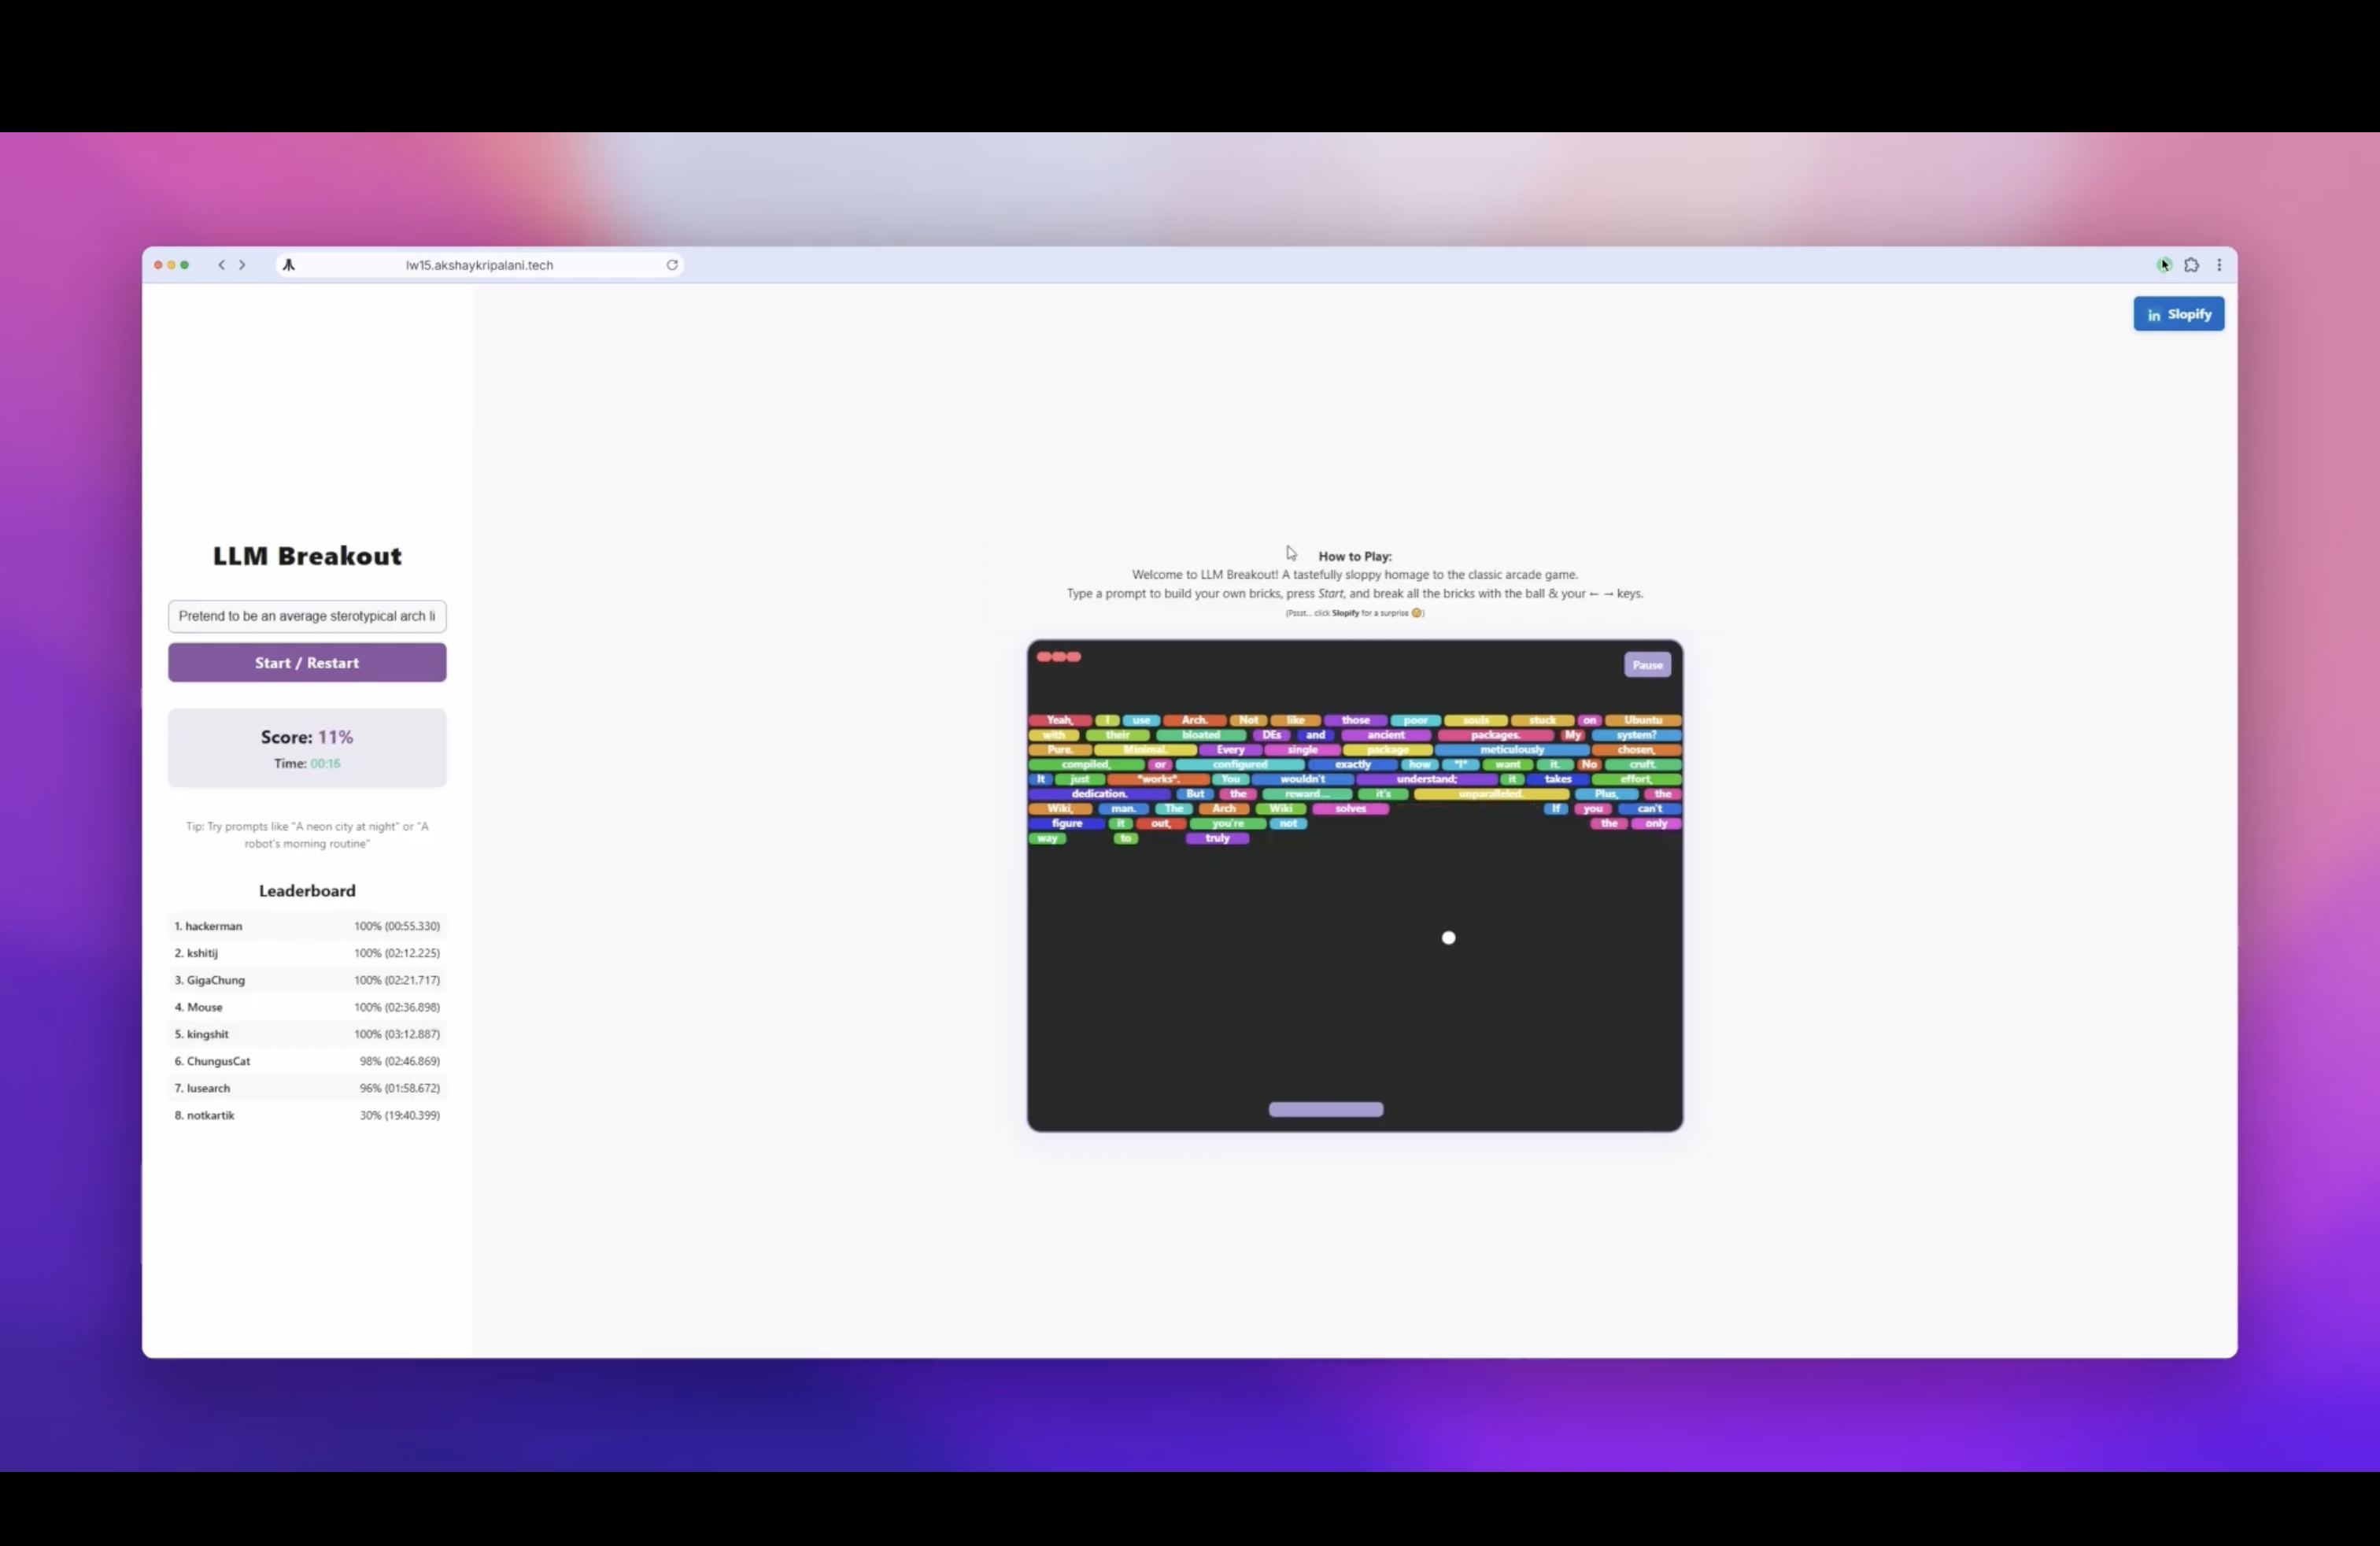 lw15.akshaykripalani.tech
in Slopify
LLM Breakout
Pretend to be an average sterotypical arch li
Start / Restart
Score: 11%
Time: 00:16
Tip: Try prompts like "A neon city at night" or "A
robot's morning routine"
Leaderboard
1. hackerman 100% (00:55.330)
2. kshitij 100% (02:12.225)
3. GigaChung 100% (02:21.717)
4. Mouse 100% (02:36.898)
5. kingshit 100% (03:12.887)
6. ChungusCat 98% (02:46.869)
7. lusearch 96% (01:58.672)
8. notkartik 30% (19:40.399)
How to Play:
Welcome to LLM Breakout! A tastefully sloppy homage to the classic arcade game.
Type a prompt to build your own bricks, press Start, and break all the bricks with the ball & your ← → keys.
(Pssst... click Slopify for a surprise 😉)
Pause
Yeah, I use Arch. Not like those poor souls stuck on Ubuntu
with their bloated DEs and ancient packages. My system?
Pure. Minimal. Every single package meticulously chosen,
compiled, or configured exactly how *I* want it. No cruft.
It just *works*. You wouldn't understand; it takes effort,
dedication. But the reward... it's unparalleled. Plus, the
Wiki, man. The Arch Wiki solves If you can't
figure it out, you're not the only
way to truly